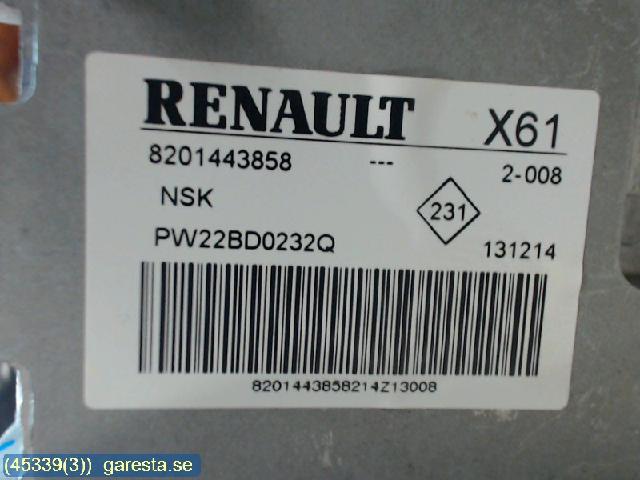 RENAULT X61
8201443858 --- 2-008
NSK 231
PW22BD0232Q 131214
8201443858214Z13008
(45339(3)) garesta.se